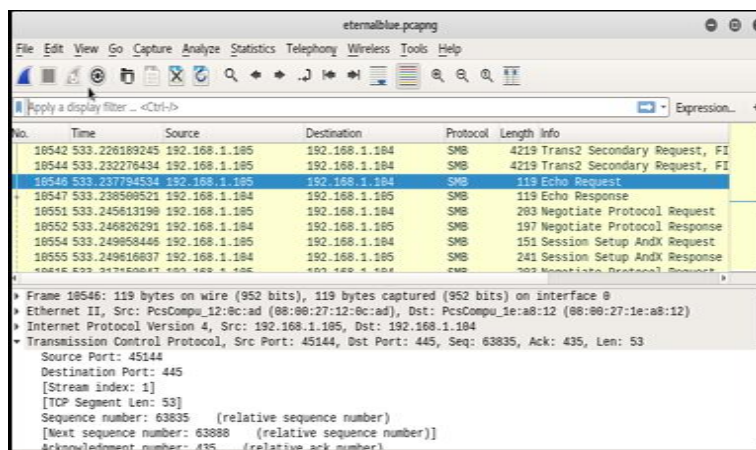 eternalblue.pcapng
File Edit View Go Capture Analyze Statistics Telephony Wireless Tools Help
Apply a display filter ... <Ctrl-/> Expression...
No. Time Source Destination Protocol Length Info
10542 533.226189245 192.168.1.105 192.168.1.104 SMB 4219 Trans2 Secondary Request, FI
10544 533.232276434 192.168.1.105 192.168.1.104 SMB 4219 Trans2 Secondary Request, FI
10546 533.237794534 192.168.1.105 192.168.1.104 SMB 119 Echo Request
10547 533.238500521 192.168.1.104 192.168.1.105 SMB 119 Echo Response
10551 533.245613190 192.168.1.105 192.168.1.104 SMB 203 Negotiate Protocol Request
10552 533.246826291 192.168.1.104 192.168.1.105 SMB 197 Negotiate Protocol Response
10554 533.249058446 192.168.1.105 192.168.1.104 SMB 151 Session Setup AndX Request
10555 533.249616037 192.168.1.104 192.168.1.105 SMB 241 Session Setup AndX Response
Frame 10546: 119 bytes on wire (952 bits), 119 bytes captured (952 bits) on interface 0
Ethernet II, Src: PcsCompu_12:0c:ad (08:00:27:12:0c:ad), Dst: PcsCompu_1e:a8:12 (08:00:27:1e:a8:12)
Internet Protocol Version 4, Src: 192.168.1.105, Dst: 192.168.1.104
Transmission Control Protocol, Src Port: 45144, Dst Port: 445, Seq: 63835, Ack: 435, Len: 53
Source Port: 45144
Destination Port: 445
[Stream index: 1]
[TCP Segment Len: 53]
Sequence number: 63835 (relative sequence number)
[Next sequence number: 63888 (relative sequence number)]
Acknowledgment number: 435 (relative ack number)